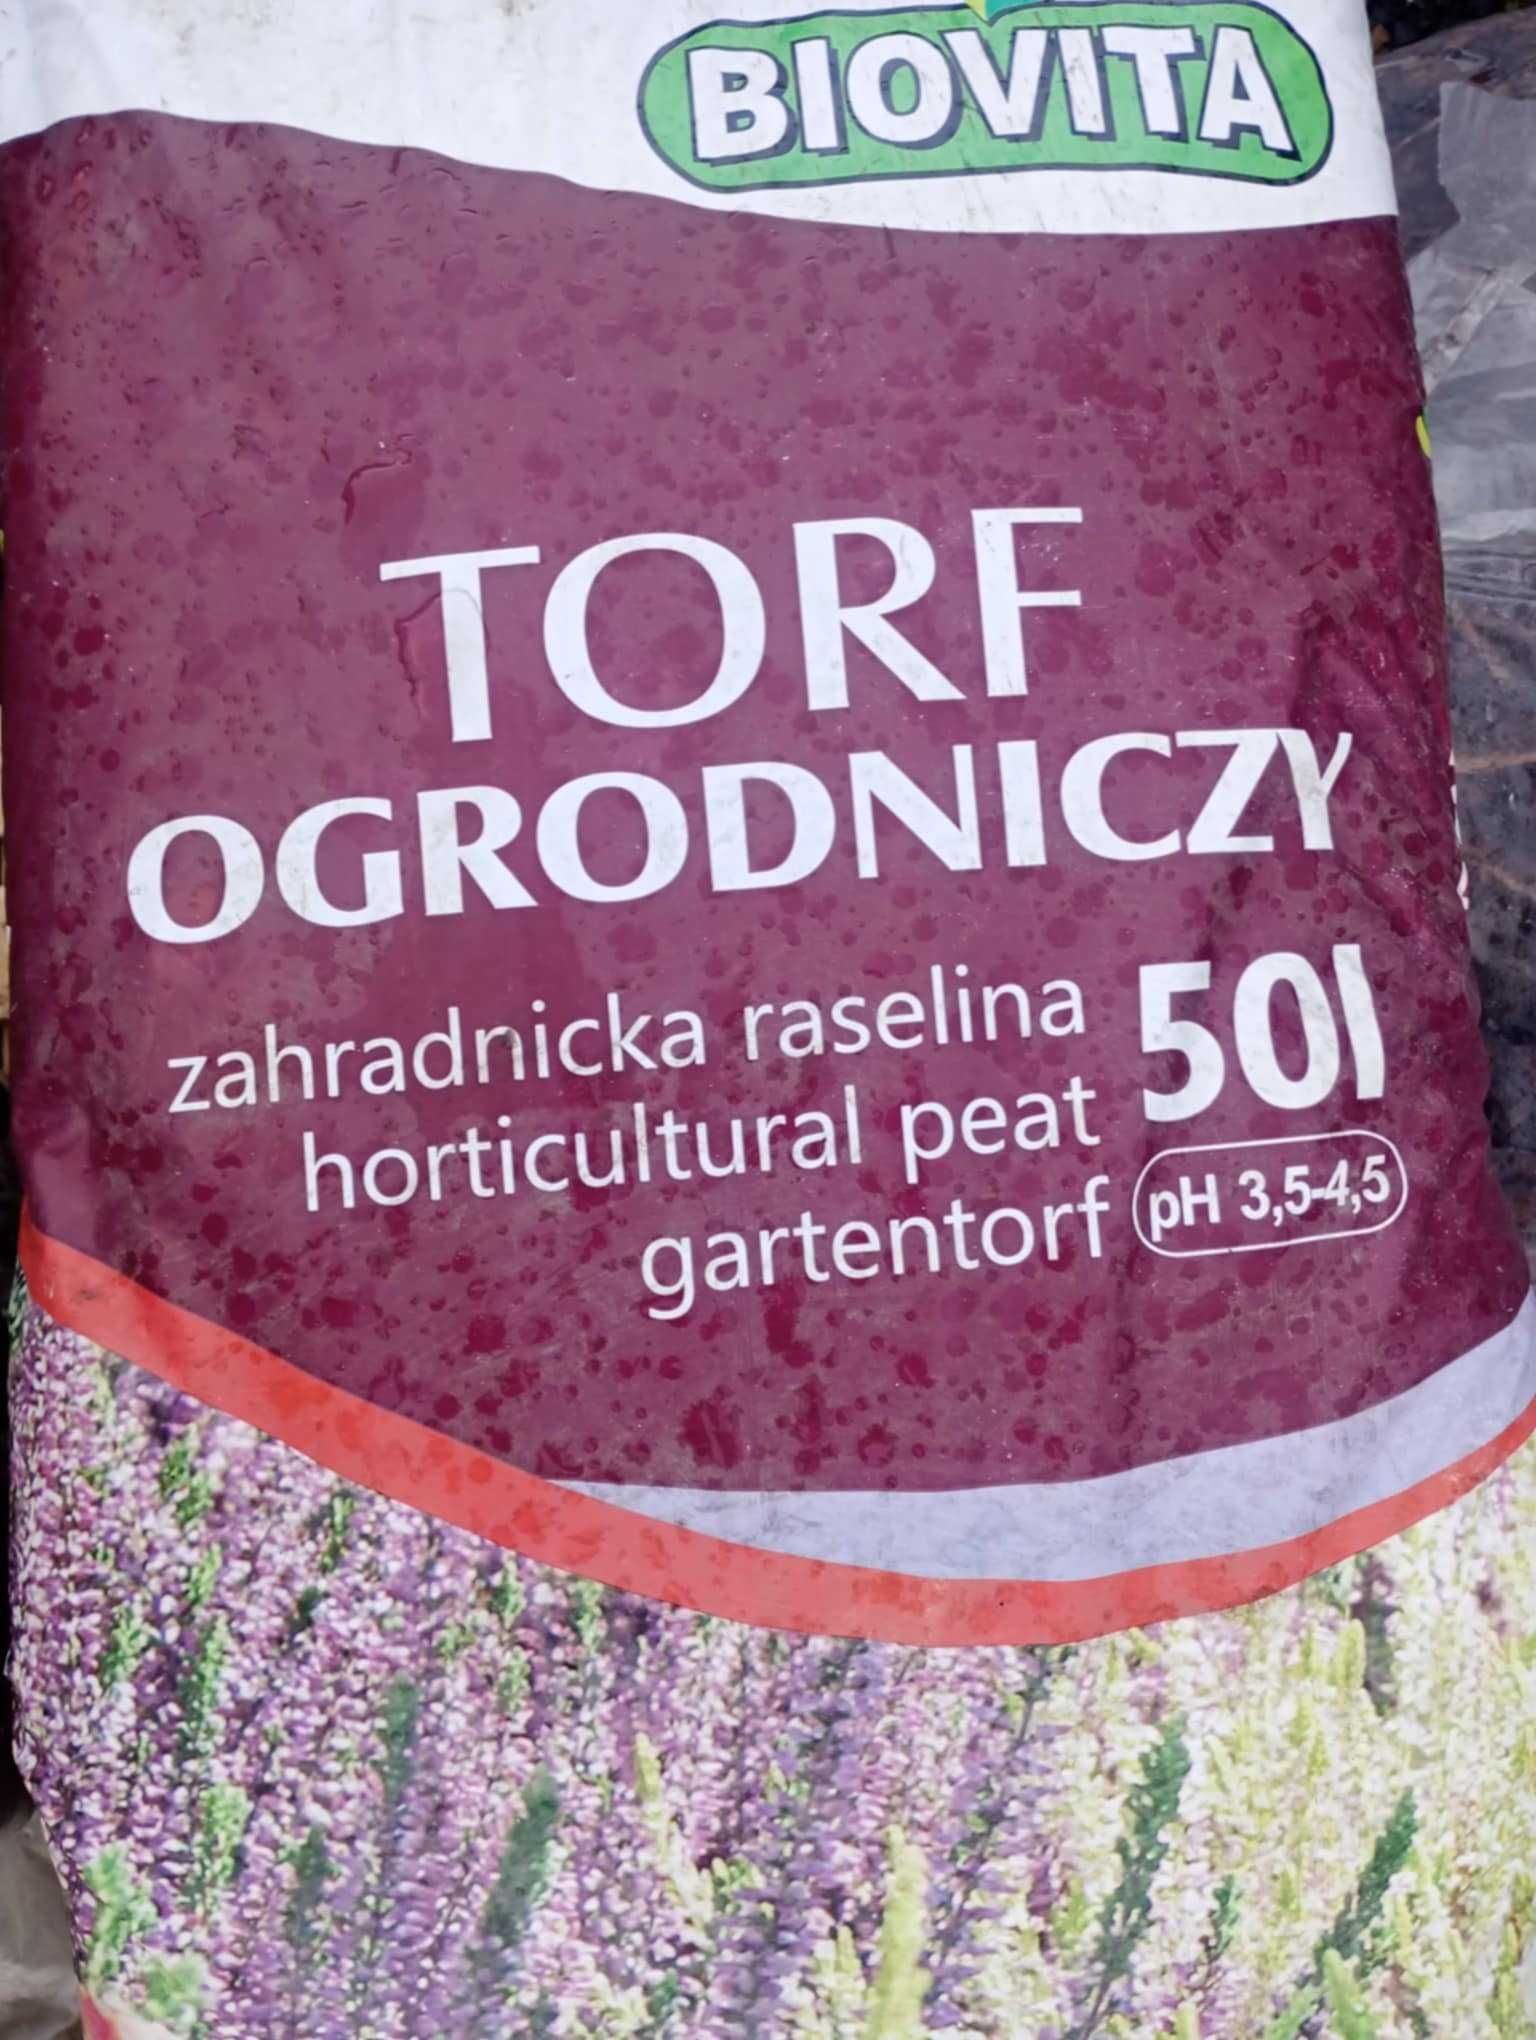 BIOVITA
TORF
OGRODNICZY
zahradnicka raselina
horticultural peat
gartentorf
50l
pH 3,5-4,5